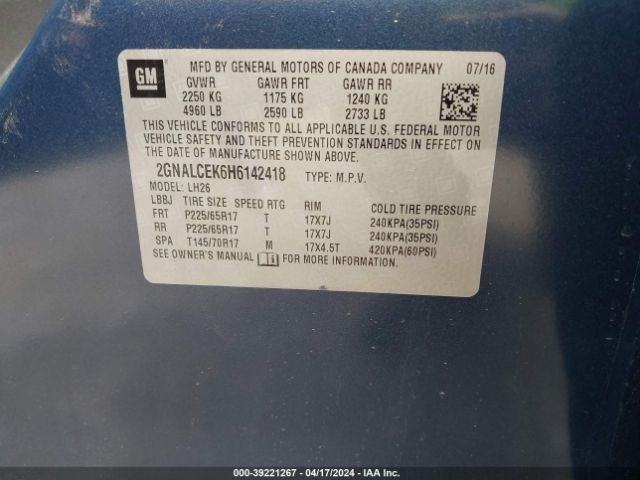 GM
MFD BY GENERAL MOTORS OF CANADA COMPANY 07/16
GVWR GAWR FRT GAWR RR
2250 KG 1175 KG 1240 KG
4960 LB 2590 LB 2733 LB
THIS VEHICLE CONFORMS TO ALL APPLICABLE U.S. FEDERAL MOTOR
VEHICLE SAFETY AND THEFT PREVENTION STANDARDS IN EFFECT ON
THE DATE OF MANUFACTURE SHOWN ABOVE.
2GNALCEK6H6142418 TYPE: M.P.V.
MODEL: LH26
LBBJ TIRE SIZE SPEED RTG RIM COLD TIRE PRESSURE
FRT P225/65R17 T 17X7J 240KPA(35PSI)
RR P225/65R17 T 17X7J 240KPA(35PSI)
SPA T145/70R17 M 17X4.5T 420KPA(60PSI)
SEE OWNER'S MANUAL FOR MORE INFORMATION.
000-39221267 - 04/17/2024 - IAA Inc.